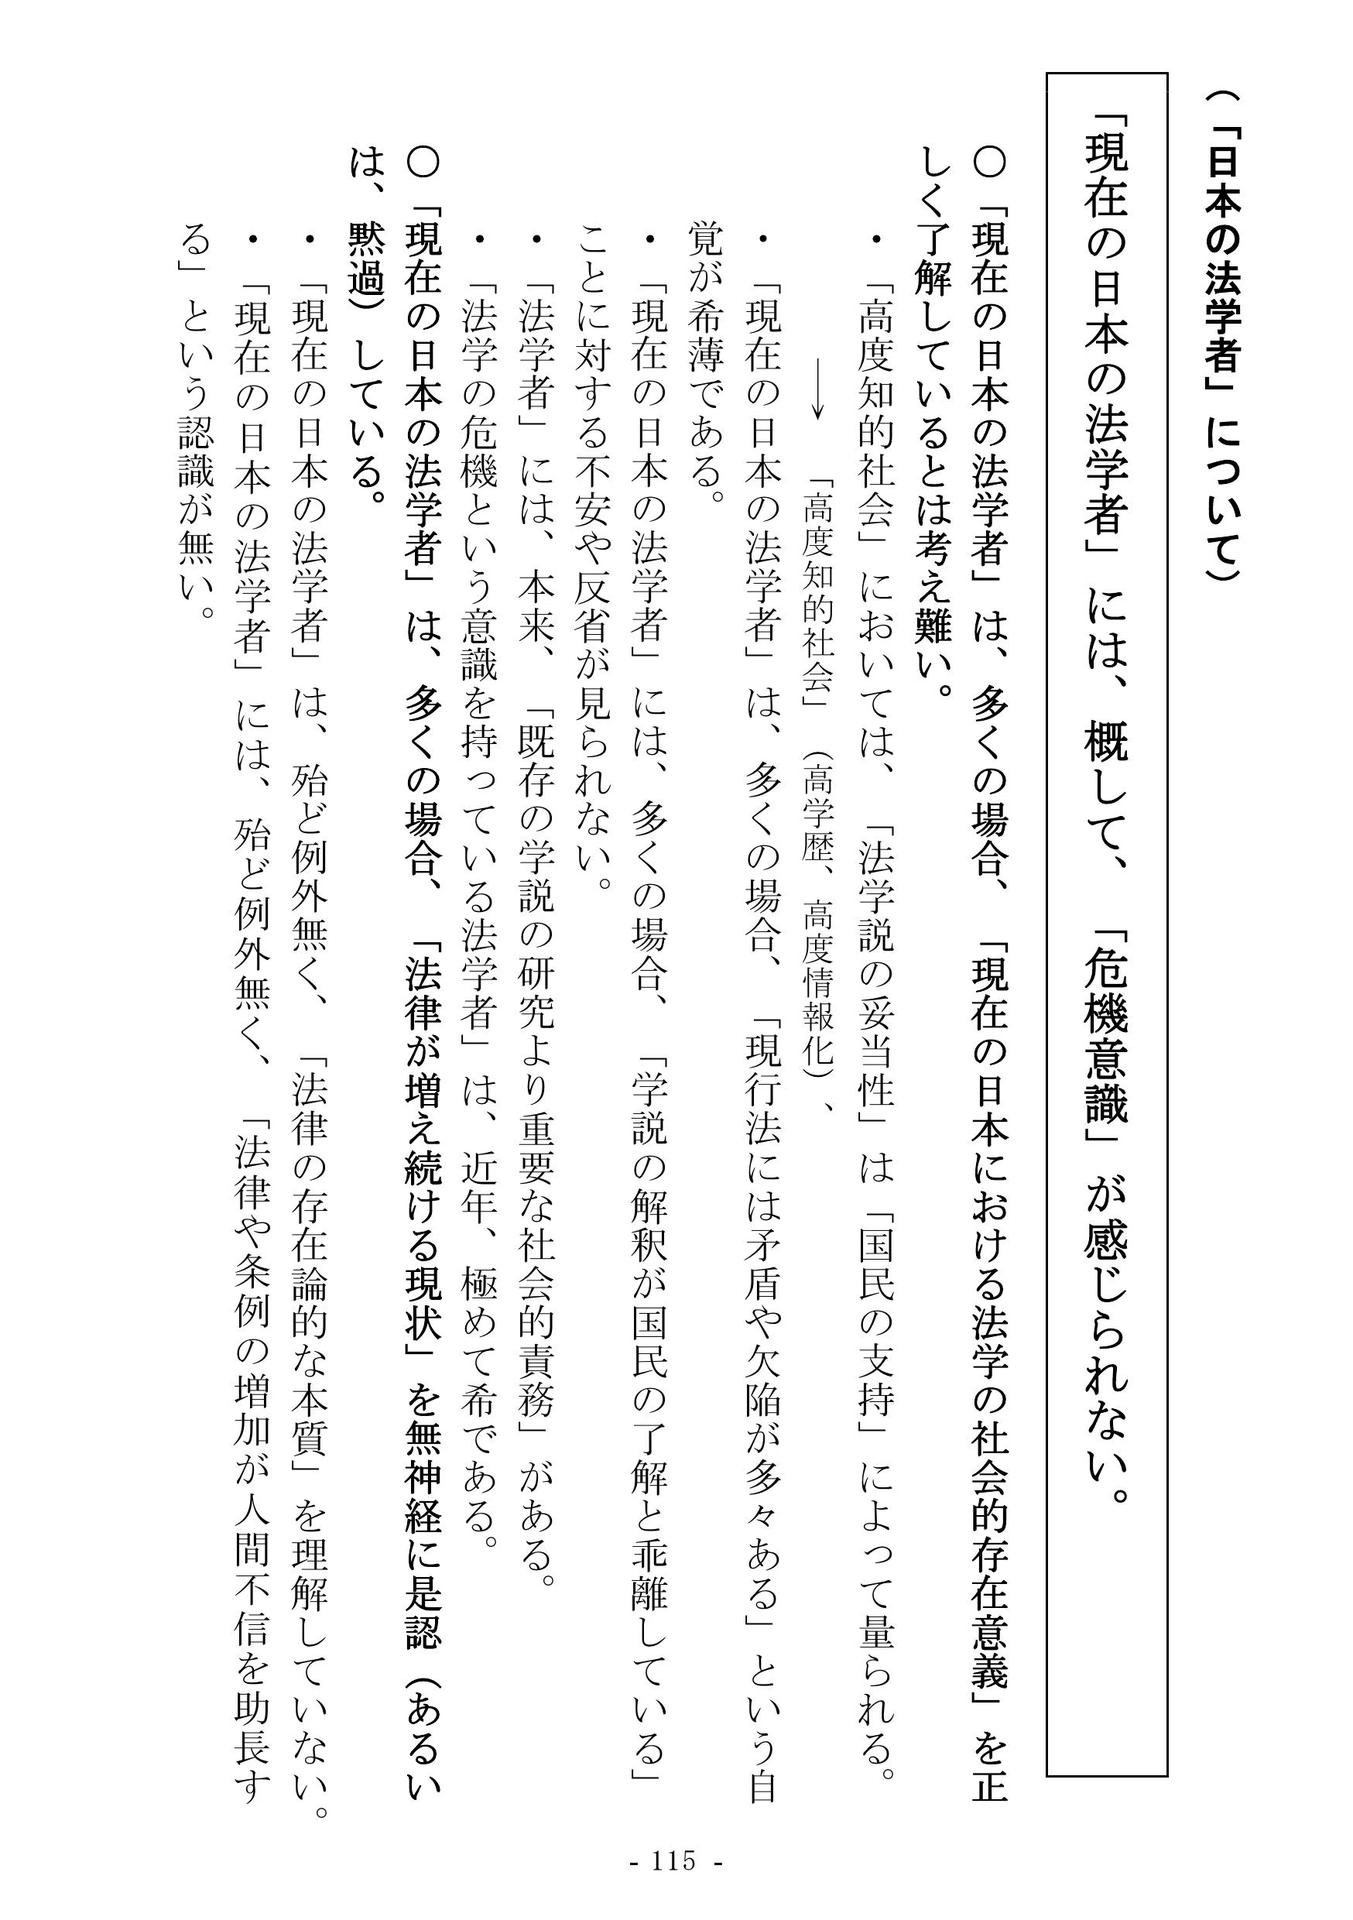 （「日本の法学者」について）
「現在の日本の法学者」には、概して、「危機意識」が感じられない。
〇「現在の日本の法学者」は、多くの場合、「現在の日本における法学の社会的存在意義」を正
しく了解しているとは考え難い。
・「高度知的社会」においては、「法学説の妥当性」は「国民の支持」によって量られる。
→「高度知的社会」（高学歴、高度情報化）、
・「現在の日本の法学者」は、多くの場合、「現行法には矛盾や欠陥が多々ある」という自
覚が希薄である。
・「現在の日本の法学者」には、多くの場合、「学説の解釈が国民の了解と乖離している」
ことに対する不安や反省が見られない。
・「法学者」には、本来、「既存の学説の研究より重要な社会的責務」がある。
・「法学の危機という意識を持っている法学者」は、近年、極めて希である。
〇「現在の日本の法学者」は、多くの場合、「法律が増え続ける現状」を無神経に是認（あるい
は、黙過）している。
・「現在の日本の法学者」は、殆ど例外無く、「法律の存在論的な本質」を理解していない。
・「現在の日本の法学者」には、殆ど例外無く、「法律や条例の増加が人間不信を助長す
る」という認識が無い。
- 115 -